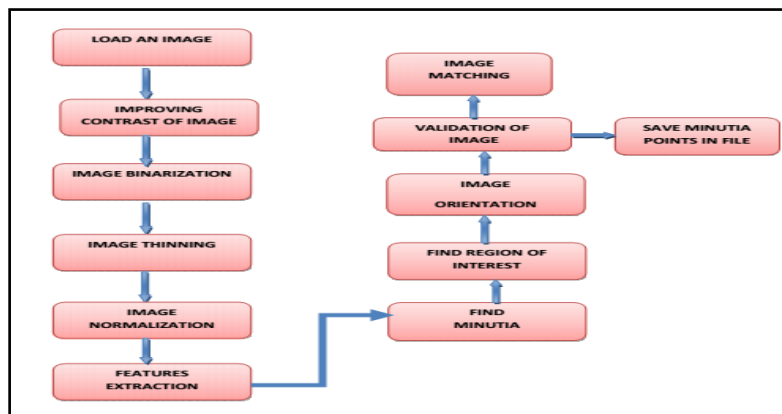 LOAD AN IMAGE
IMPROVING
CONTRAST OF IMAGE
IMAGE BINARIZATION
IMAGE THINNING
IMAGE
NORMALIZATION
FEATURES
EXTRACTION
FIND
MINUTIA
FIND REGION OF
INTEREST
IMAGE
ORIENTATION
VALIDATION OF
IMAGE
IMAGE
MATCHING
SAVE MINUTIA
POINTS IN FILE